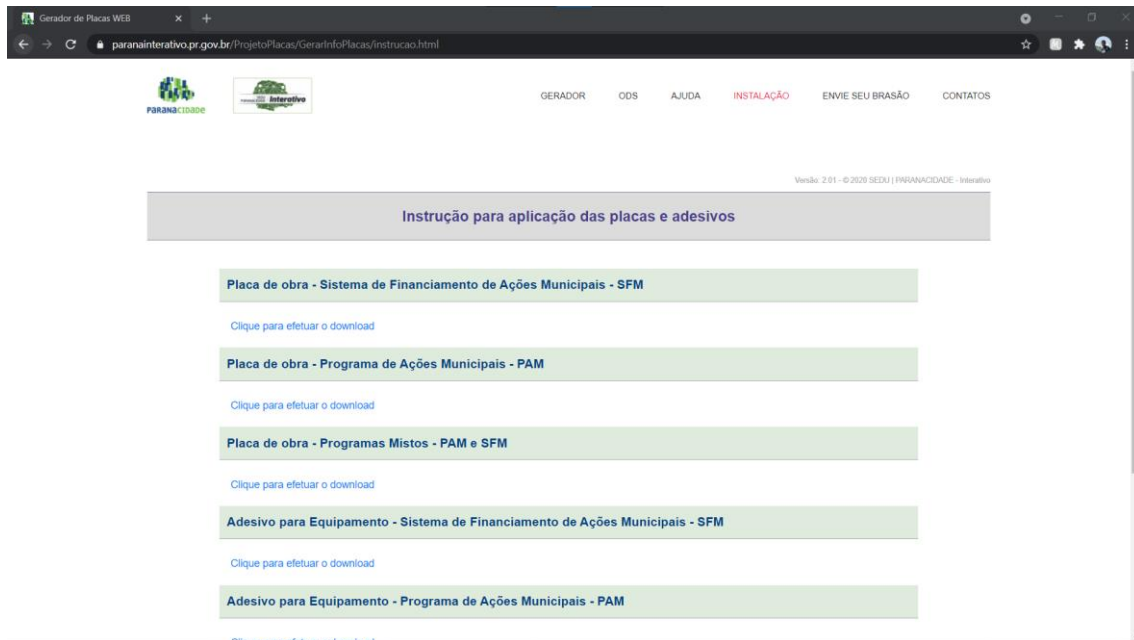 Gerador de Placas WEB
paranainterativo.pr.gov.br/ProjetoPlacas/GerarInfoPlacas/instrucao.html
PARANACIDADE
Interativo
GERADOR ODS AJUDA INSTALAÇÃO ENVIE SEU BRASÃO CONTATOS
Versão: 2.01 - © 2020 SEDU | PARANACIDADE - Interativo
Instrução para aplicação das placas e adesivos
Placa de obra - Sistema de Financiamento de Ações Municipais - SFM
Clique para efetuar o download
Placa de obra - Programa de Ações Municipais - PAM
Clique para efetuar o download
Placa de obra - Programas Mistos - PAM e SFM
Clique para efetuar o download
Adesivo para Equipamento - Sistema de Financiamento de Ações Municipais - SFM
Clique para efetuar o download
Adesivo para Equipamento - Programa de Ações Municipais - PAM